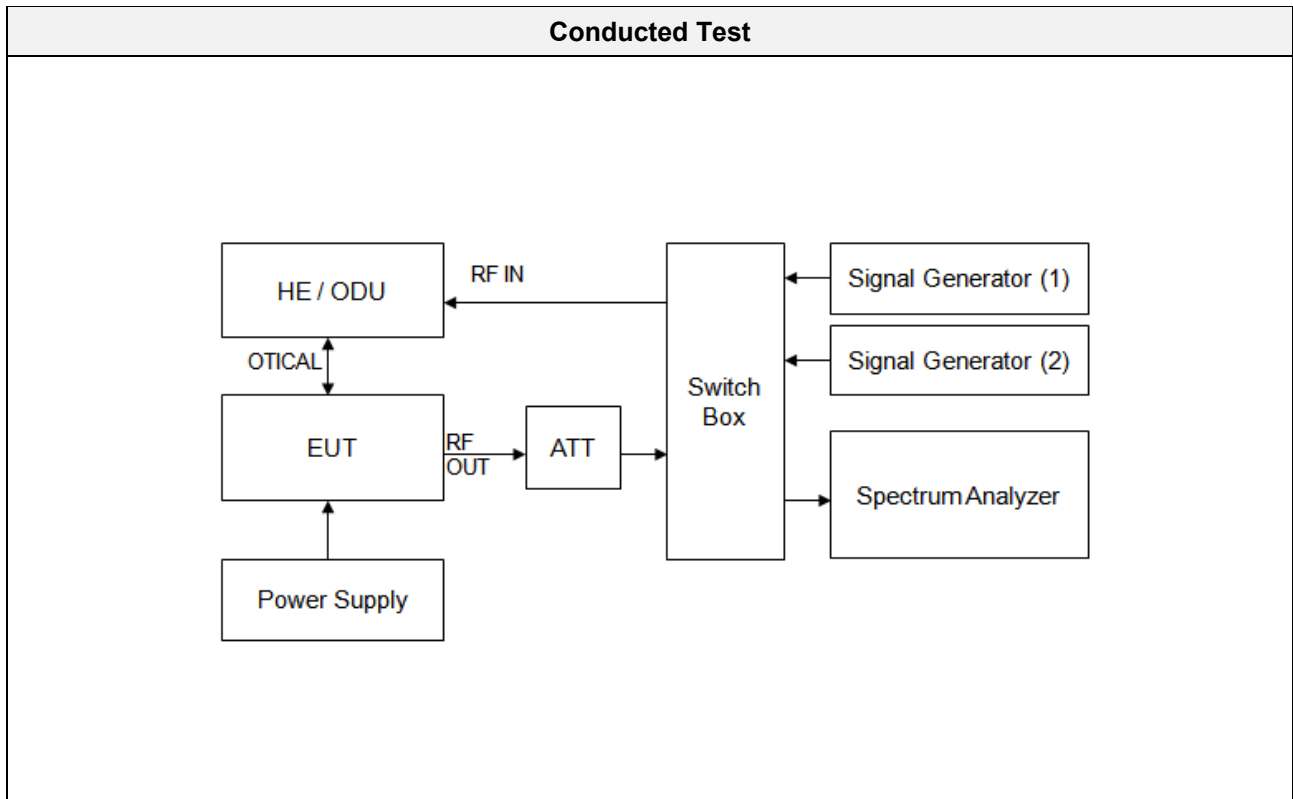 Conducted Test
HE / ODU
RF IN
Signal Generator (1)
OTICAL
Signal Generator (2)
Switch
Box
EUT
RF
OUT
ATT
Spectrum Analyzer
Power Supply